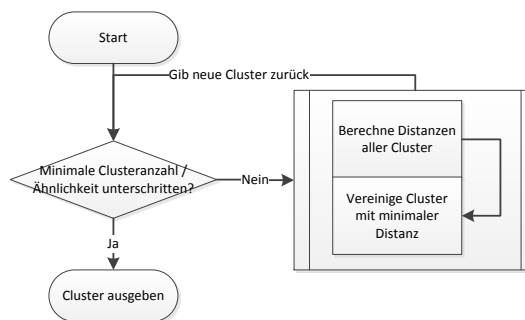 Start
Gib neue Cluster zurück
Minimale Clusteranzahl /
Ähnlichkeit unterschritten?
Nein
Berechne Distanzen
aller Cluster
Vereinige Cluster
mit minimaler
Distanz
Ja
Cluster ausgeben